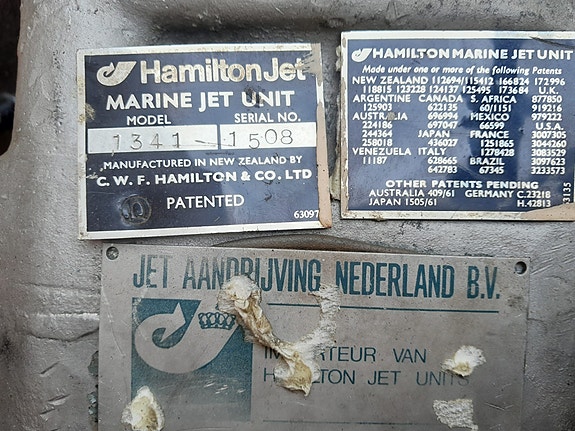 HamiltonJet
MARINE JET UNIT
MODEL SERIAL NO.
1341 - 1508
MANUFACTURED IN NEW ZEALAND BY
C. W. F. HAMILTON & CO. LTD
PATENTED
63097
HAMILTON MARINE JET UNIT
Made under one or more of the following Patents
NEW ZEALAND 112694/115412 166824 172996
118815 123228 124137 125495 173684 U.K.
ARGENTINE CANADA S. AFRICA 877850
125903 62135 60/1151 919216
AUSTRALIA 696994 MEXICO 979222
224186 697047 66599 U.S.A.
244364 JAPAN FRANCE 3007305
258018 436027 1251865 3044260
VENEZUELA ITALY 1278428 3083529
11187 628665 BRAZIL 3097623
642783 67345 3233573
OTHER PATENTS PENDING
AUSTRALIA 409/61 GERMANY C.23218
JAPAN 1505/61 H.42813
3135
JET AANDRIJVING NEDERLAND B.V.
IMPORTEUR VAN
HAMILTON JET UNITS